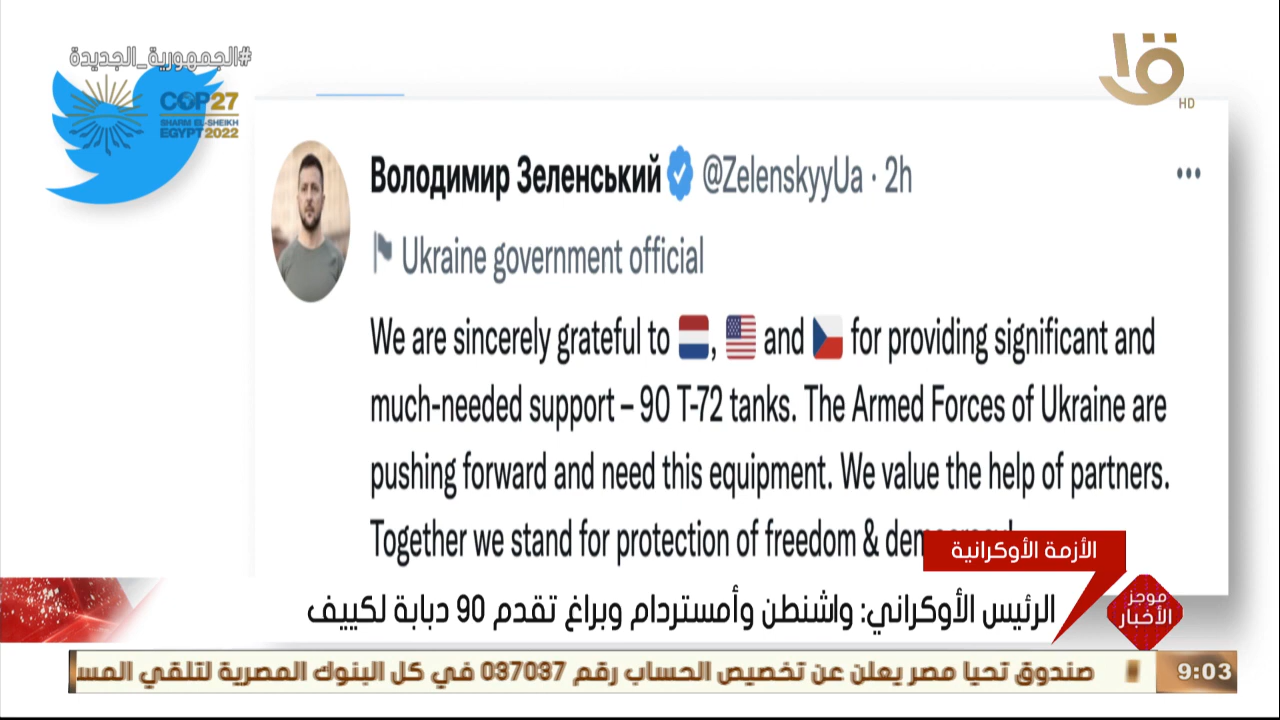 #الجمهورية_الجديدة
COP27
SHARM EL-SHEIKH
EGYPT 2022
HD
Володимир Зеленський @ZelenskyyUa · 2h
Ukraine government official
We are sincerely grateful to 🇳🇱, 🇺🇸 and 🇨🇿 for providing significant and
much-needed support – 90 T-72 tanks. The Armed Forces of Ukraine are
pushing forward and need this equipment. We value the help of partners.
Together we stand for protection of freedom &
الأزمة الأوكرانية
موجز
الأخبار
الرئيس الأوكراني: واشنطن وأمستردام وبراغ تقدم 90 دبابة لكييف
صندوق تحيا مصر يعلن عن تخصيص الحساب رقم 037037 في كل البنوك المصرية لتلقي
9:03